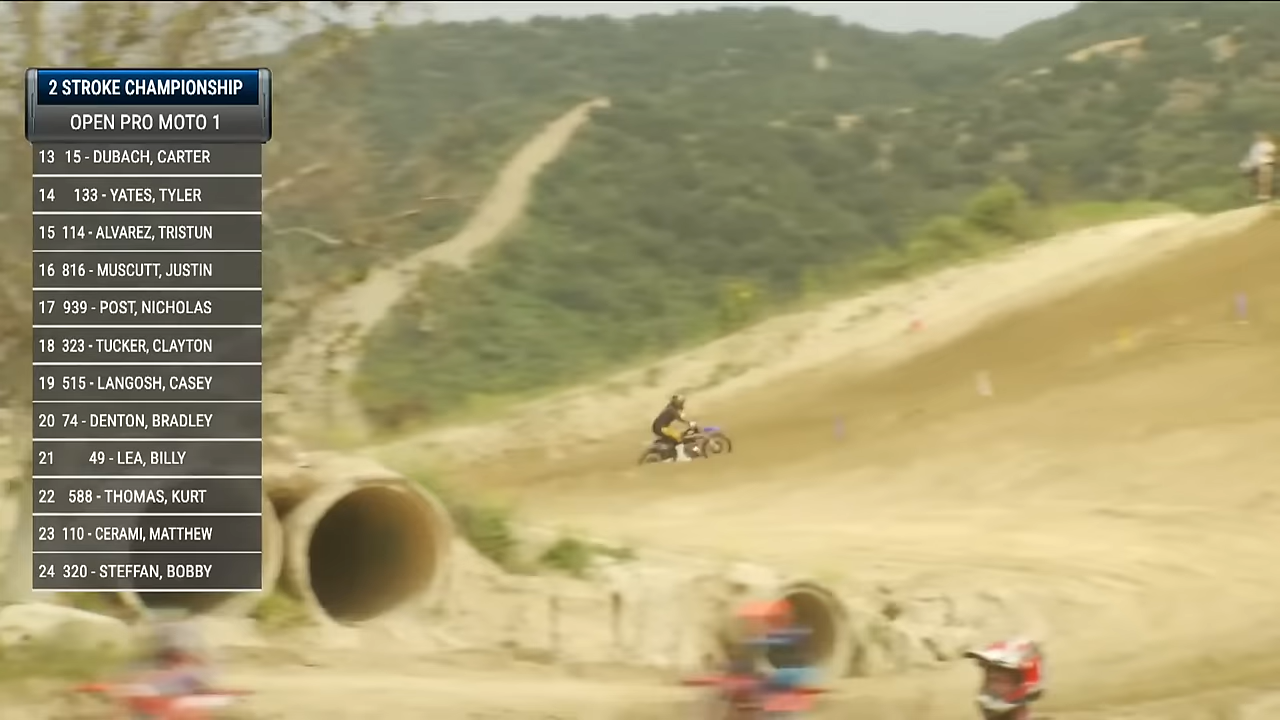 2 STROKE CHAMPIONSHIP
OPEN PRO MOTO 1
13 15 - DUBACH, CARTER
14 133 - YATES, TYLER
15 114 - ALVAREZ, TRISTUN
16 816 - MUSCUTT, JUSTIN
17 939 - POST, NICHOLAS
18 323 - TUCKER, CLAYTON
19 515 - LANGOSH, CASEY
20 74 - DENTON, BRADLEY
21 49 - LEA, BILLY
22 588 - THOMAS, KURT
23 110 - CERAMI, MATTHEW
24 320 - STEFFAN, BOBBY